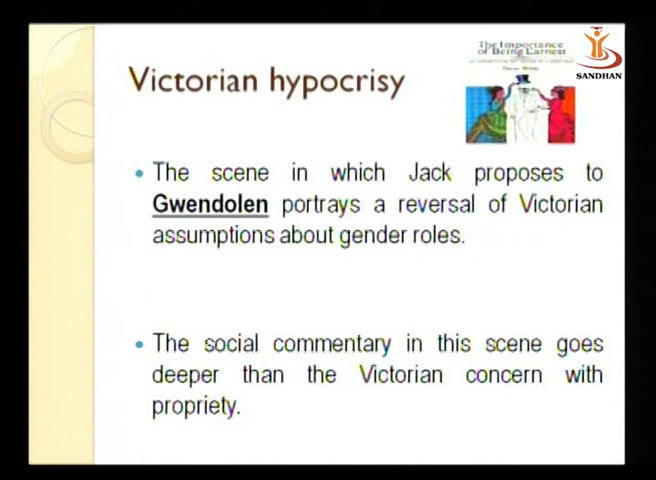 Victorian hypocrisy
The Importance
of Being Earnest
SANDHAN
• The scene in which Jack proposes to
Gwendolen portrays a reversal of Victorian
assumptions about gender roles.
• The social commentary in this scene goes
deeper than the Victorian concern with
propriety.